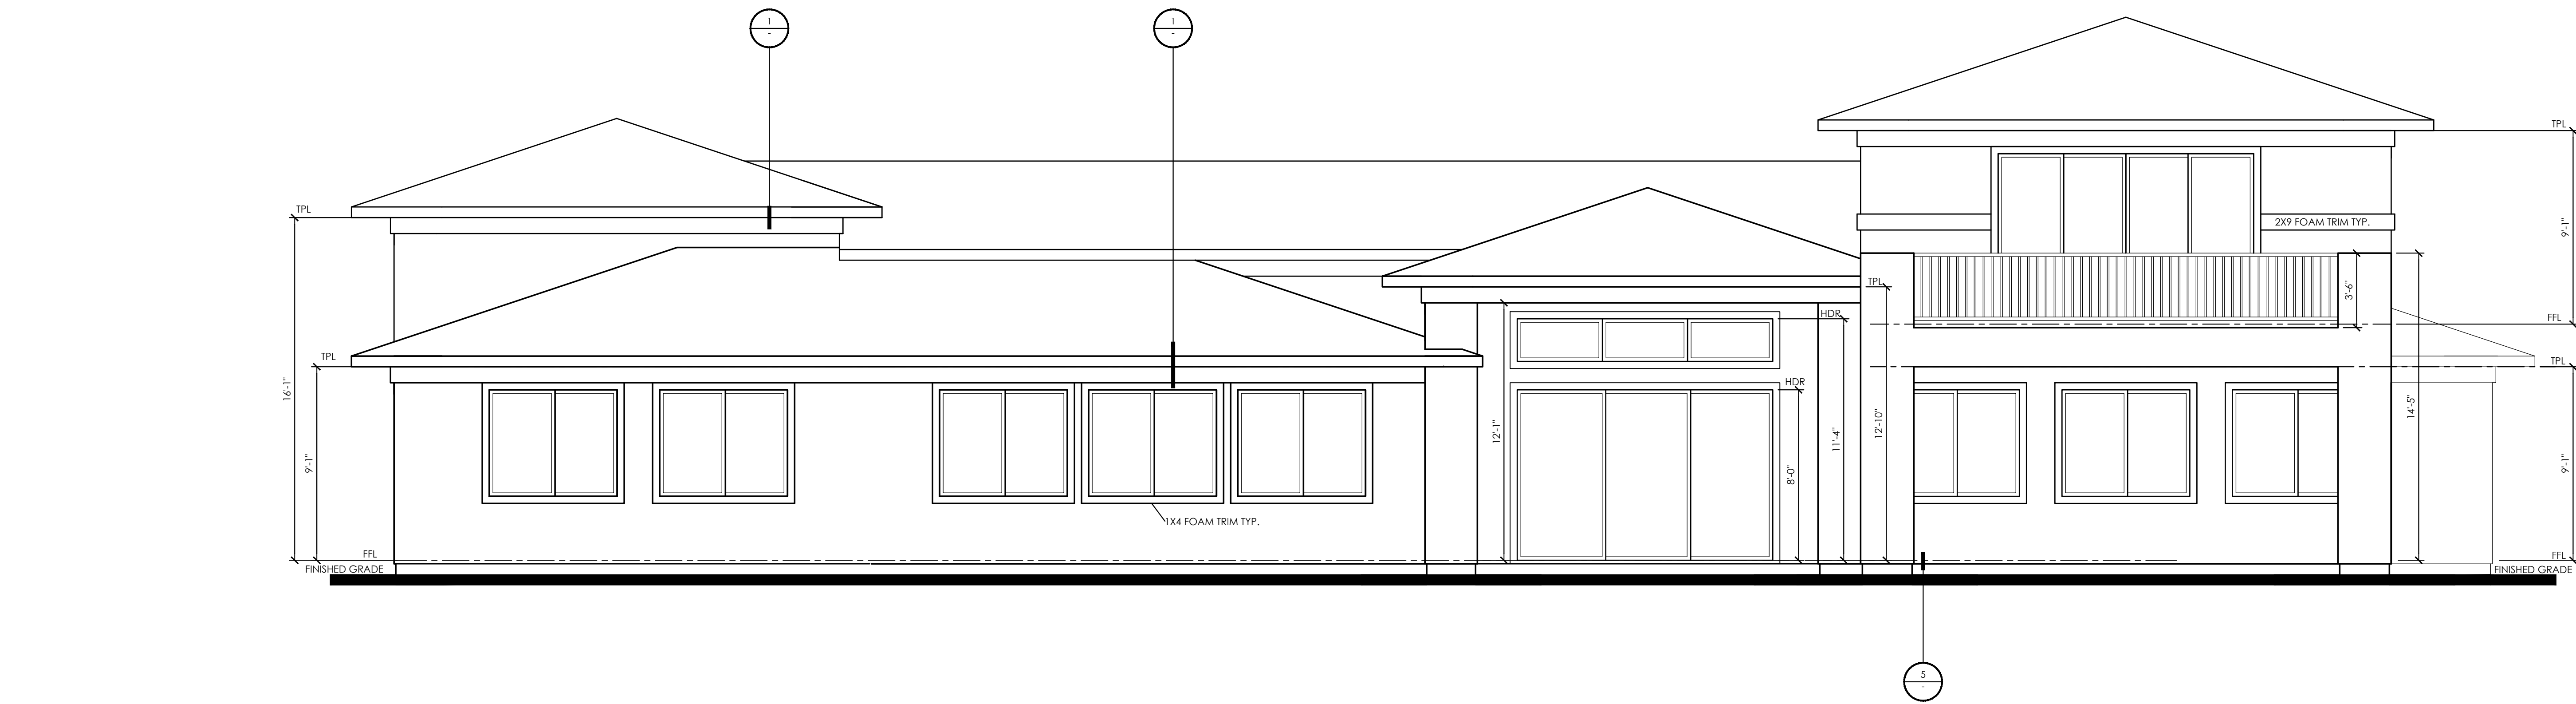 1
-
1
-
TPL
TPL
2X9 FOAM TRIM TYP.
9'-1"
TPL
TPL
3'-6"
HDR
FFL
TPL
TPL
HDR
16'-1"
9'-1"
12'-1"
8'-0"
11'-4"
12'-10"
14'-5"
9'-1"
1X4 FOAM TRIM TYP.
FFL
FFL
FINISHED GRADE
FINISHED GRADE
5
-